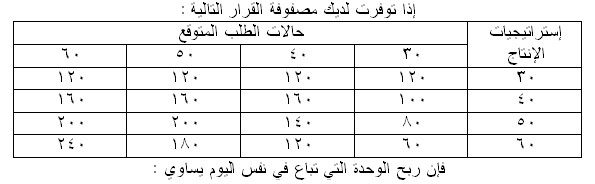 إذا توفرت لديك مصفوفة القرار التالية :
إستراتيجيات الإنتاج حالات الطلب المتوقع
٣٠ ٤٠ ٥٠ ٦٠
٣٠ ١٢٠ ١٢٠ ١٢٠ ١٢٠
٤٠ ١٠٠ ١٦٠ ١٦٠ ١٦٠
٥٠ ٨٠ ١٤٠ ٢٠٠ ٢٠٠
٦٠ ٦٠ ١٢٠ ١٨٠ ٢٤٠
فإن ربح الوحدة التي تباع في نفس اليوم يساوي :